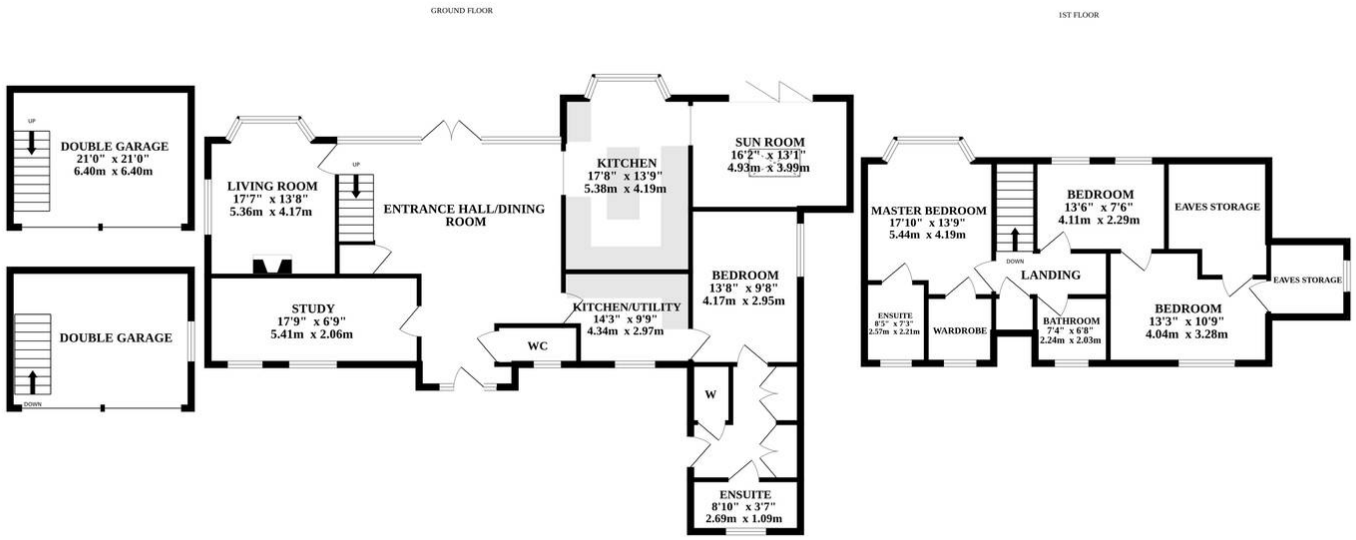 GROUND FLOOR
1ST FLOOR
UP
DOUBLE GARAGE
21'0" x 21'0"
6.40m x 6.40m
DOUBLE GARAGE
DOWN
LIVING ROOM
17'7" x 13'8"
5.36m x 4.17m
UP
ENTRANCE HALL/DINING
ROOM
STUDY
17'9" x 6'9"
5.41m x 2.06m
WC
KITCHEN
17'8" x 13'9"
5.38m x 4.19m
KITCHEN/UTILITY
14'3" x 9'9"
4.34m x 2.97m
SUN ROOM
16'2" x 13'1"
4.93m x 3.99m
BEDROOM
13'8" x 9'8"
4.17m x 2.95m
W
ENSUITE
8'10" x 3'7"
2.69m x 1.09m
MASTER BEDROOM
17'10" x 13'9"
5.44m x 4.19m
ENSUITE
8'5" x 7'3"
2.57m x 2.21m
WARDROBE
DOWN
LANDING
BEDROOM
13'6" x 7'6"
4.11m x 2.29m
BATHROOM
7'4" x 6'8"
2.24m x 2.03m
EAVES STORAGE
BEDROOM
13'3" x 10'9"
4.04m x 3.28m
EAVES STORAGE